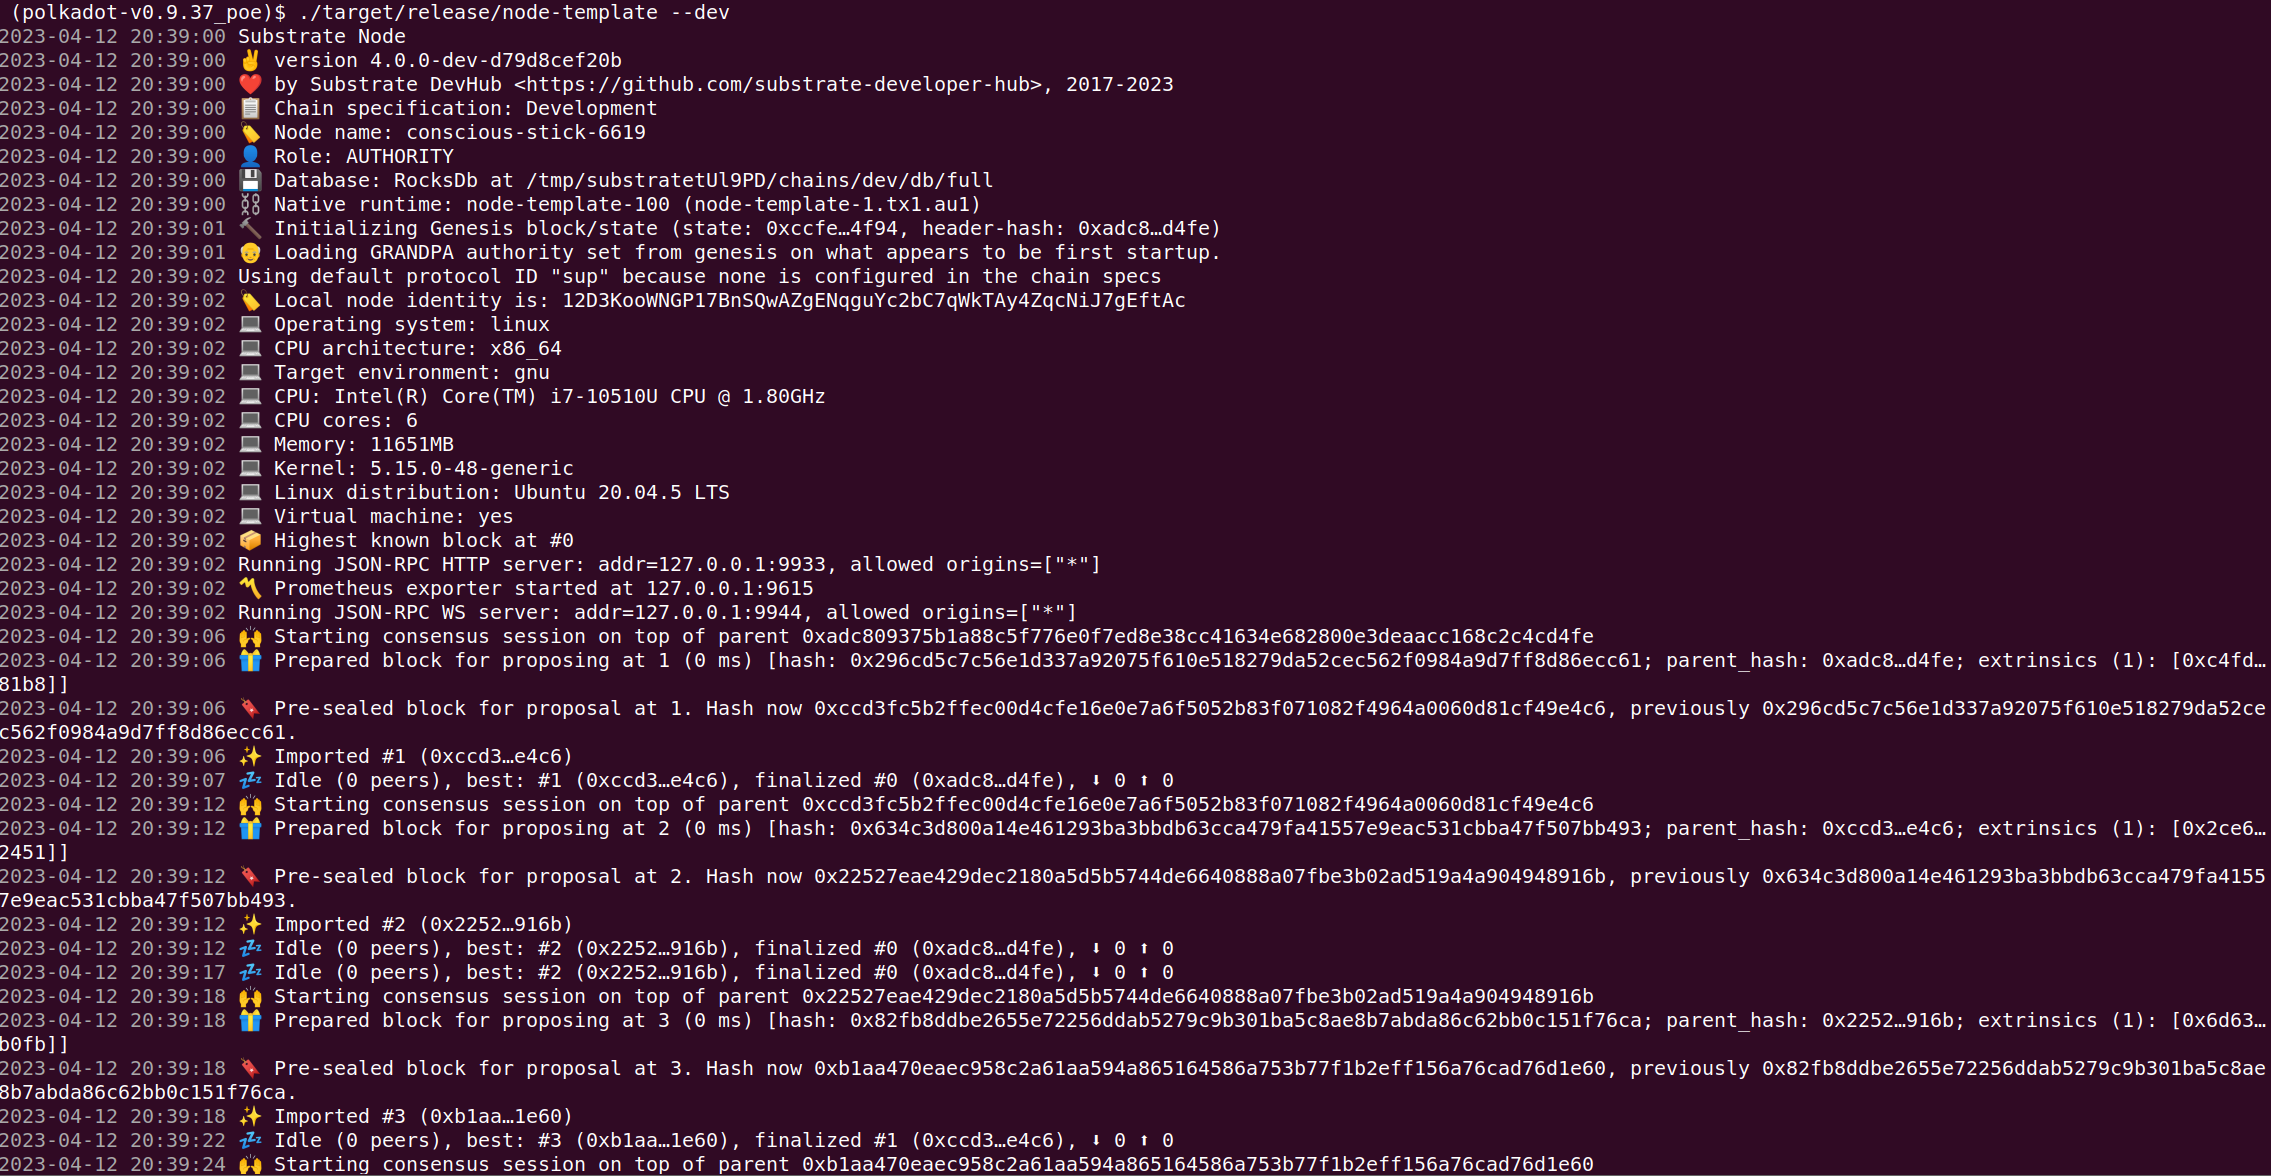 (polkadot-v0.9.37_poe)$ ./target/release/node-template --dev
2023-04-12 20:39:00 Substrate Node
2023-04-12 20:39:00 ✌️ version 4.0.0-dev-d79d8cef20b
2023-04-12 20:39:00 ❤️ by Substrate DevHub <https://github.com/substrate-developer-hub>, 2017-2023
2023-04-12 20:39:00 📋 Chain specification: Development
2023-04-12 20:39:00 🏷 Node name: conscious-stick-6619
2023-04-12 20:39:00 👤 Role: AUTHORITY
2023-04-12 20:39:00 💾 Database: RocksDb at /tmp/substratetUl9PD/chains/dev/db/full
2023-04-12 20:39:00 ⛓ Native runtime: node-template-100 (node-template-1.tx1.au1)
2023-04-12 20:39:01 🔨 Initializing Genesis block/state (state: 0xccfe…4f94, header-hash: 0xadc8…d4fe)
2023-04-12 20:39:01 👴 Loading GRANDPA authority set from genesis on what appears to be first startup.
2023-04-12 20:39:02 Using default protocol ID "sup" because none is configured in the chain specs
2023-04-12 20:39:02 🏷 Local node identity is: 12D3KooWNGP17BnSQwAZgENqguYc2bC7qWkTAy4ZqcNiJ7gEftAc
2023-04-12 20:39:02 💻 Operating system: linux
2023-04-12 20:39:02 💻 CPU architecture: x86_64
2023-04-12 20:39:02 💻 Target environment: gnu
2023-04-12 20:39:02 💻 CPU: Intel(R) Core(TM) i7-10510U CPU @ 1.80GHz
2023-04-12 20:39:02 💻 CPU cores: 6
2023-04-12 20:39:02 💻 Memory: 11651MB
2023-04-12 20:39:02 💻 Kernel: 5.15.0-48-generic
2023-04-12 20:39:02 💻 Linux distribution: Ubuntu 20.04.5 LTS
2023-04-12 20:39:02 💻 Virtual machine: yes
2023-04-12 20:39:02 📦 Highest known block at #0
2023-04-12 20:39:02 Running JSON-RPC HTTP server: addr=127.0.0.1:9933, allowed origins=["*"]
2023-04-12 20:39:02 〽️ Prometheus exporter started at 127.0.0.1:9615
2023-04-12 20:39:02 Running JSON-RPC WS server: addr=127.0.0.1:9944, allowed origins=["*"]
2023-04-12 20:39:06 🙌 Starting consensus session on top of parent 0xadc809375b1a88c5f776e0f7ed8e38cc41634e682800e3deaacc168c2c4cd4fe
2023-04-12 20:39:06 🎁 Prepared block for proposing at 1 (0 ms) [hash: 0x296cd5c7c56e1d337a92075f610e518279da52cec562f0984a9d7ff8d86ecc61; parent_hash: 0xadc8…d4fe; extrinsics (1): [0xc4fd…
81b8]]
2023-04-12 20:39:06 🔖 Pre-sealed block for proposal at 1. Hash now 0xccd3fc5b2ffec00d4cfe16e0e7a6f5052b83f071082f4964a0060d81cf49e4c6, previously 0x296cd5c7c56e1d337a92075f610e518279da52ce
c562f0984a9d7ff8d86ecc61.
2023-04-12 20:39:06 ✨ Imported #1 (0xccd3…e4c6)
2023-04-12 20:39:07 💤 Idle (0 peers), best: #1 (0xccd3…e4c6), finalized #0 (0xadc8…d4fe), ⬇ 0 ⬆ 0
2023-04-12 20:39:12 🙌 Starting consensus session on top of parent 0xccd3fc5b2ffec00d4cfe16e0e7a6f5052b83f071082f4964a0060d81cf49e4c6
2023-04-12 20:39:12 🎁 Prepared block for proposing at 2 (0 ms) [hash: 0x634c3d800a14e461293ba3bbdb63cca479fa41557e9eac531cbba47f507bb493; parent_hash: 0xccd3…e4c6; extrinsics (1): [0x2ce6…
2451]]
2023-04-12 20:39:12 🔖 Pre-sealed block for proposal at 2. Hash now 0x22527eae429dec2180a5d5b5744de6640888a07fbe3b02ad519a4a904948916b, previously 0x634c3d800a14e461293ba3bbdb63cca479fa4155
7e9eac531cbba47f507bb493.
2023-04-12 20:39:12 ✨ Imported #2 (0x2252…916b)
2023-04-12 20:39:12 💤 Idle (0 peers), best: #2 (0x2252…916b), finalized #0 (0xadc8…d4fe), ⬇ 0 ⬆ 0
2023-04-12 20:39:17 💤 Idle (0 peers), best: #2 (0x2252…916b), finalized #0 (0xadc8…d4fe), ⬇ 0 ⬆ 0
2023-04-12 20:39:18 🙌 Starting consensus session on top of parent 0x22527eae429dec2180a5d5b5744de6640888a07fbe3b02ad519a4a904948916b
2023-04-12 20:39:18 🎁 Prepared block for proposing at 3 (0 ms) [hash: 0x82fb8ddbe2655e72256ddab5279c9b301ba5c8ae8b7abda86c62bb0c151f76ca; parent_hash: 0x2252…916b; extrinsics (1): [0x6d63…
b0fb]]
2023-04-12 20:39:18 🔖 Pre-sealed block for proposal at 3. Hash now 0xb1aa470eaec958c2a61aa594a865164586a753b77f1b2eff156a76cad76d1e60, previously 0x82fb8ddbe2655e72256ddab5279c9b301ba5c8ae
8b7abda86c62bb0c151f76ca.
2023-04-12 20:39:18 ✨ Imported #3 (0xb1aa…1e60)
2023-04-12 20:39:22 💤 Idle (0 peers), best: #3 (0xb1aa…1e60), finalized #1 (0xccd3…e4c6), ⬇ 0 ⬆ 0
2023-04-12 20:39:24 🙌 Starting consensus session on top of parent 0xb1aa470eaec958c2a61aa594a865164586a753b77f1b2eff156a76cad76d1e60